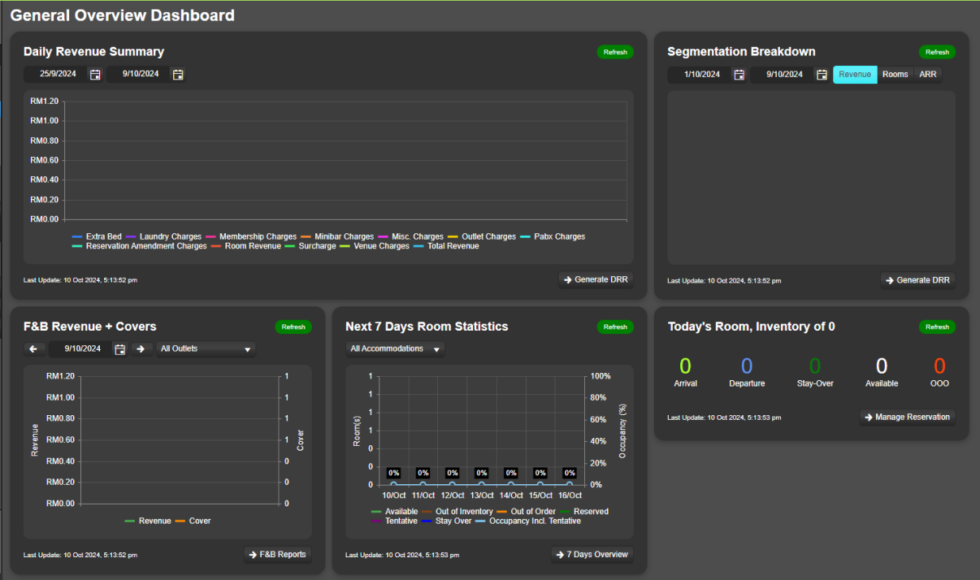 General Overview Dashboard
Daily Revenue Summary
Refresh
25/9/2024
9/10/2024
RM1.20
RM1.00
RM0.80
RM0.60
RM0.40
RM0.20
RM0.00
Extra Bed Laundry Charges Membership Charges Minibar Charges Misc. Charges Outlet Charges Pabx Charges
Reservation Amendment Charges Room Revenue Surcharge Venue Charges Total Revenue
Last Update: 10 Oct 2024, 5:13:52 pm
→ Generate DRR
Segmentation Breakdown
Refresh
1/10/2024
9/10/2024
Revenue Rooms ARR
Last Update: 10 Oct 2024, 5:13:52 pm
→ Generate DRR
F&B Revenue + Covers
Refresh
← 9/10/2024 → All Outlets
RM1.20
RM1.00
RM0.80
RM0.60
RM0.40
RM0.20
RM0.00
Revenue
1
1
1
1
0
0
0
Cover
Revenue Cover
Last Update: 10 Oct 2024, 5:13:52 pm
→ F&B Reports
Next 7 Days Room Statistics
Refresh
All Accommodations
1
1
1
1
0
0
0
Room(s)
100%
80%
60%
40%
20%
0%
Occupancy (%)
0% 0% 0% 0% 0% 0% 0%
10/Oct 11/Oct 12/Oct 13/Oct 14/Oct 15/Oct 16/Oct
Available Out of Inventory Out of Order Reserved
Tentative Stay Over Occupancy Incl. Tentative
Last Update: 10 Oct 2024, 5:13:53 pm
→ 7 Days Overview
Today's Room, Inventory of 0
Refresh
0 0 0 0 0
Arrival Departure Stay-Over Available OOO
Last Update: 10 Oct 2024, 5:13:53 pm
→ Manage Reservation